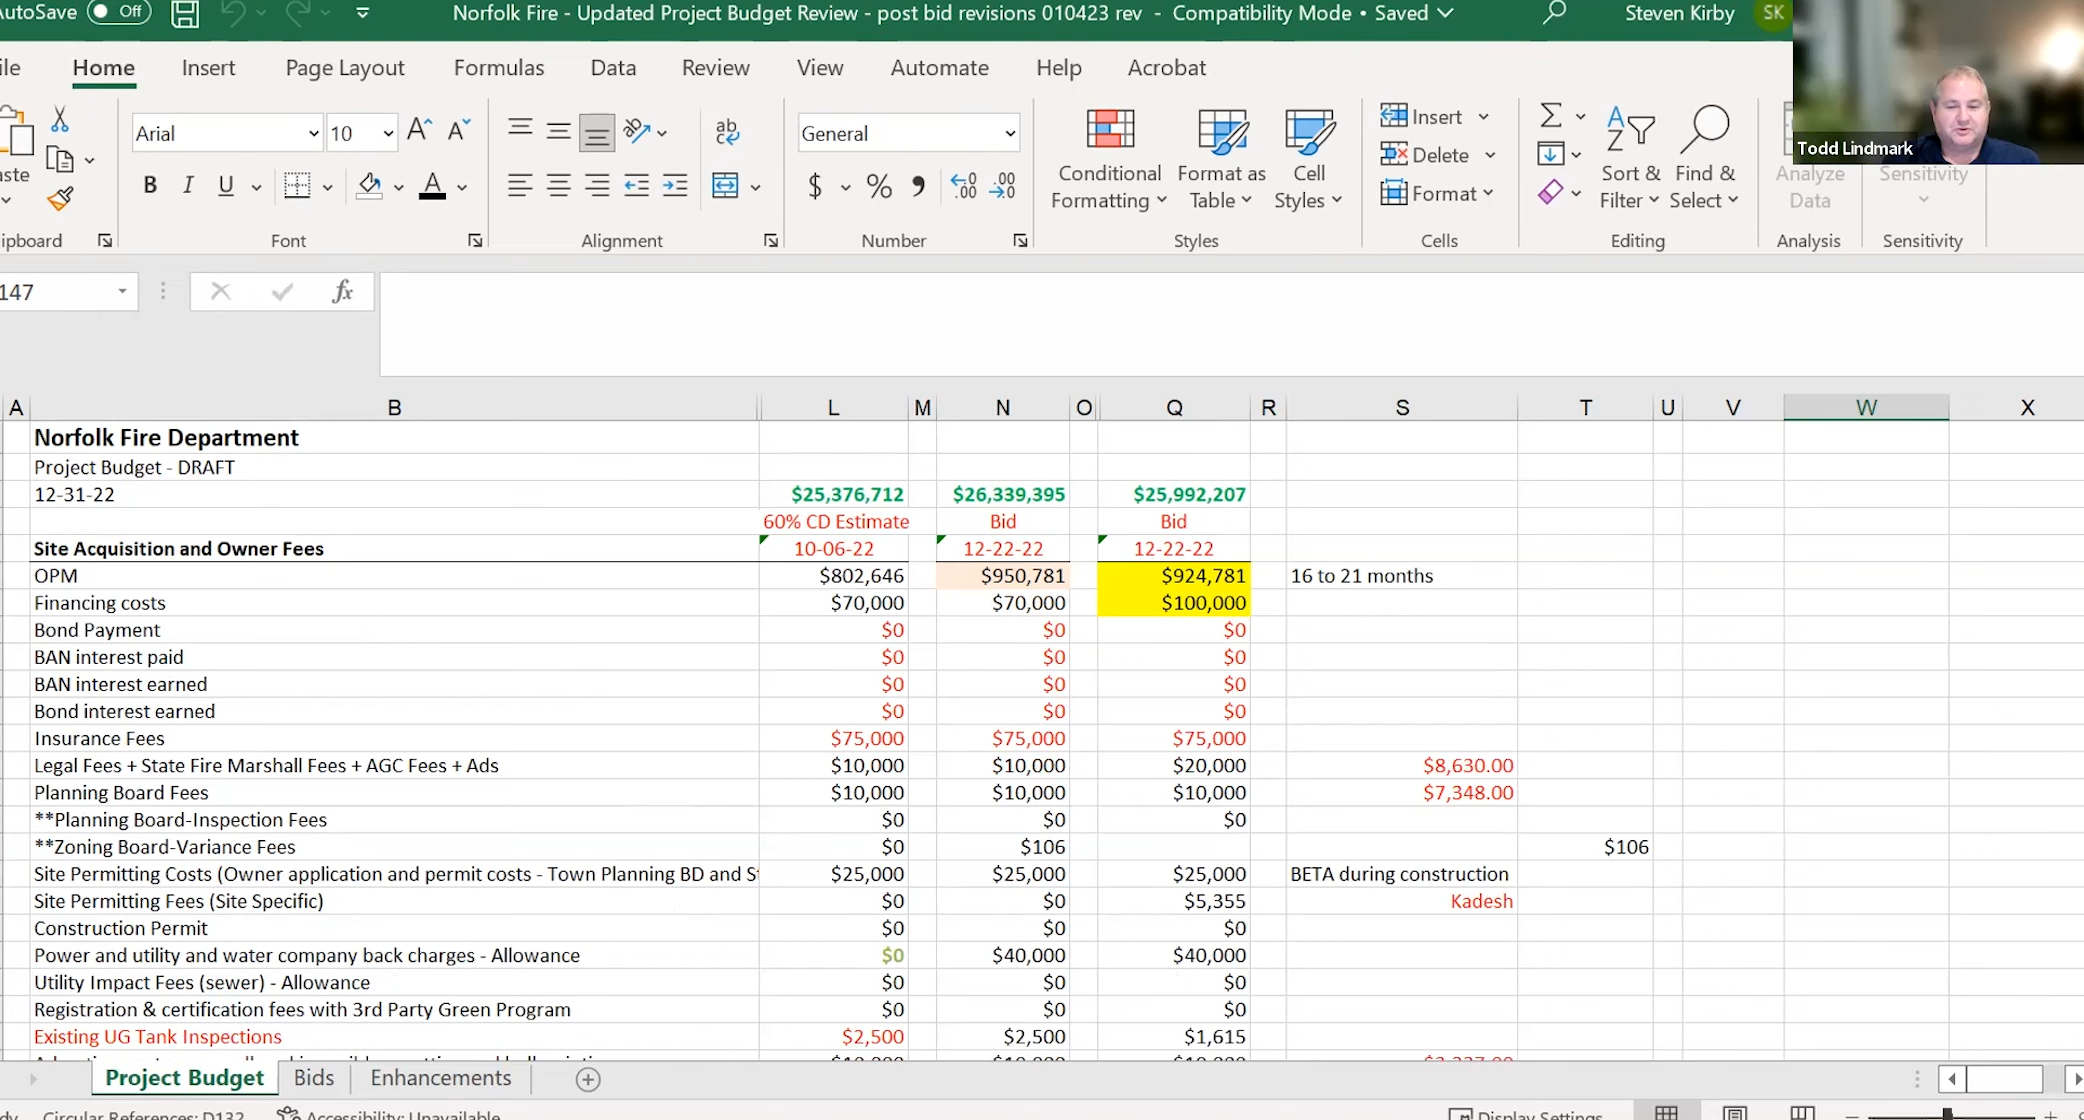 AutoSave Off Norfolk Fire - Updated Project Budget Review - post bid revisions 010423 rev - Compatibility Mode • Saved Steven Kirby SK
Home Insert Page Layout Formulas Data Review View Automate Help Acrobat
Arial 10 General
Insert
Delete
Format
Conditional Formatting
Format as Table
Cell Styles
Sort & Filter
Find & Select
Analyze Data
Sensitivity
Todd Lindmark
Font Alignment Number Styles Cells Editing Analysis Sensitivity
147 fx
A B L M N O Q R S T U V W X
Norfolk Fire Department
Project Budget - DRAFT
12-31-22 $25,376,712 $26,339,395 $25,992,207
60% CD Estimate Bid Bid
Site Acquisition and Owner Fees 10-06-22 12-22-22 12-22-22
OPM $802,646 $950,781 $924,781 16 to 21 months
Financing costs $70,000 $70,000 $100,000
Bond Payment $0 $0 $0
BAN interest paid $0 $0 $0
BAN interest earned $0 $0 $0
Bond interest earned $0 $0 $0
Insurance Fees $75,000 $75,000 $75,000
Legal Fees + State Fire Marshall Fees + AGC Fees + Ads $10,000 $10,000 $20,000 $8,630.00
Planning Board Fees $10,000 $10,000 $10,000 $7,348.00
**Planning Board-Inspection Fees $0 $0 $0
**Zoning Board-Variance Fees $0 $106 $106
Site Permitting Costs (Owner application and permit costs - Town Planning BD and $25,000 $25,000 $25,000 BETA during construction
Site Permitting Fees (Site Specific) $0 $0 $5,355 Kadesh
Construction Permit $0 $0 $0
Power and utility and water company back charges - Allowance $0 $40,000 $40,000
Utility Impact Fees (sewer) - Allowance $0 $0 $0
Registration & certification fees with 3rd Party Green Program $0 $0 $0
Existing UG Tank Inspections $2,500 $2,500 $1,615
Project Budget Bids Enhancements
Circular References: D132 Accessibility: Unavailable Display Settings